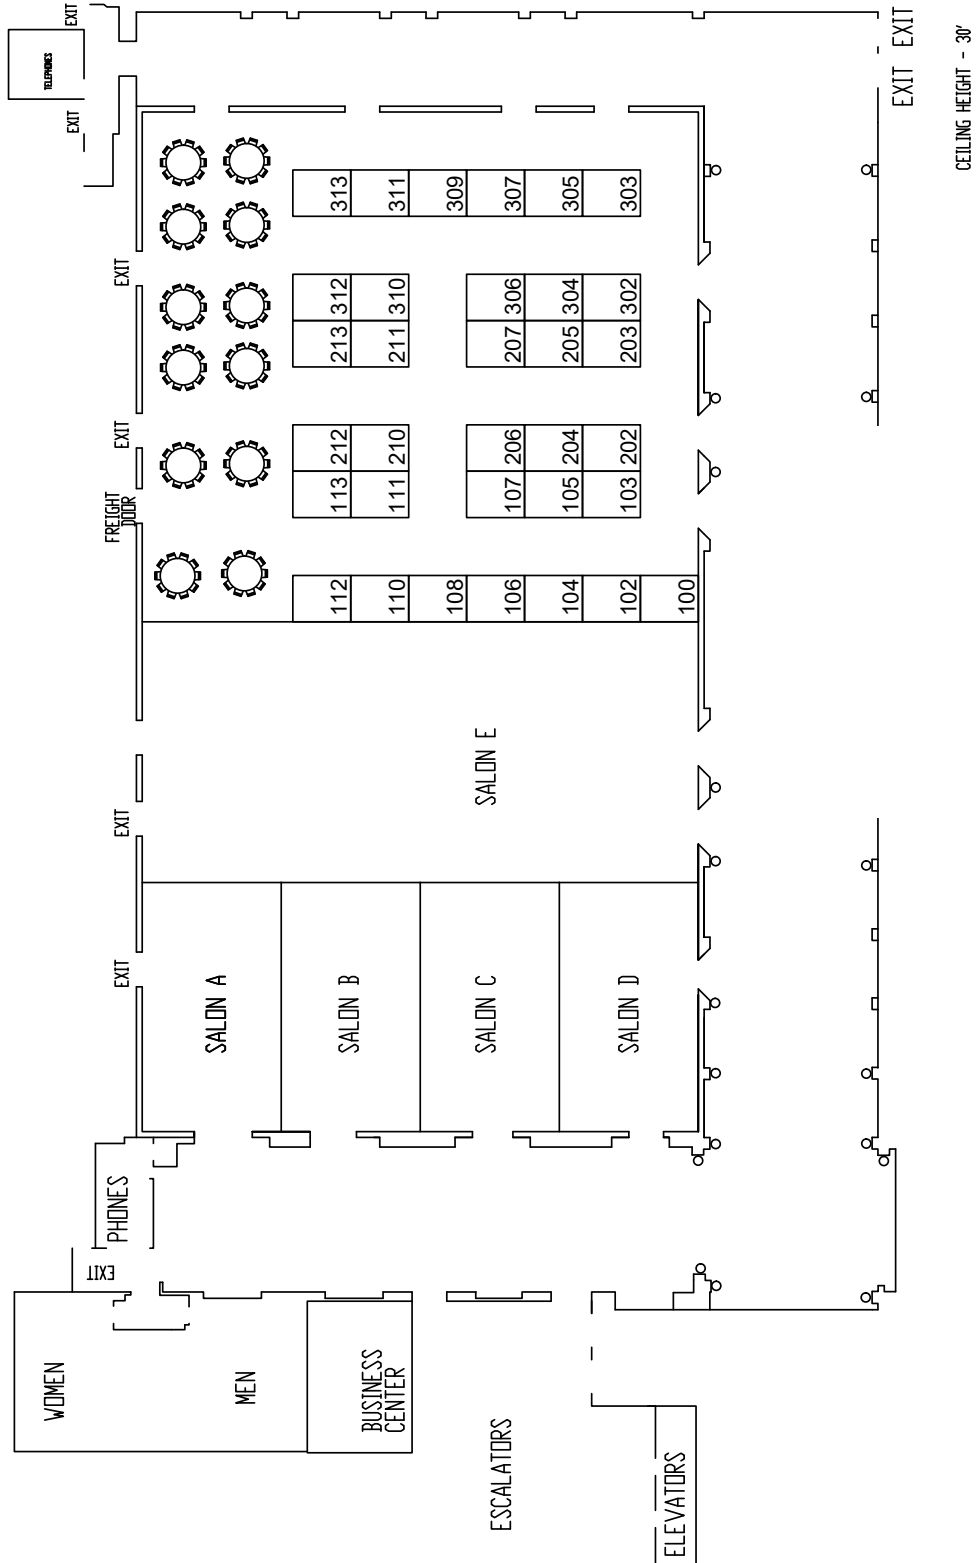 EXIT
TELEPHONES
EXIT
EXIT
EXIT
EXIT
EXIT
CEILING HEIGHT - 30'
313
311
309
307
305
303
EXIT
312
310
306
304
302
213
211
207
205
203
EXIT
212
210
206
204
202
FREIGHT
DOOR
113
111
107
105
103
112
110
108
106
104
102
100
SALON E
EXIT
EXIT
SALON A
SALON B
SALON C
SALON D
PHONES
EXIT
WOMEN
MEN
BUSINESS
CENTER
ESCALATORS
ELEVATORS